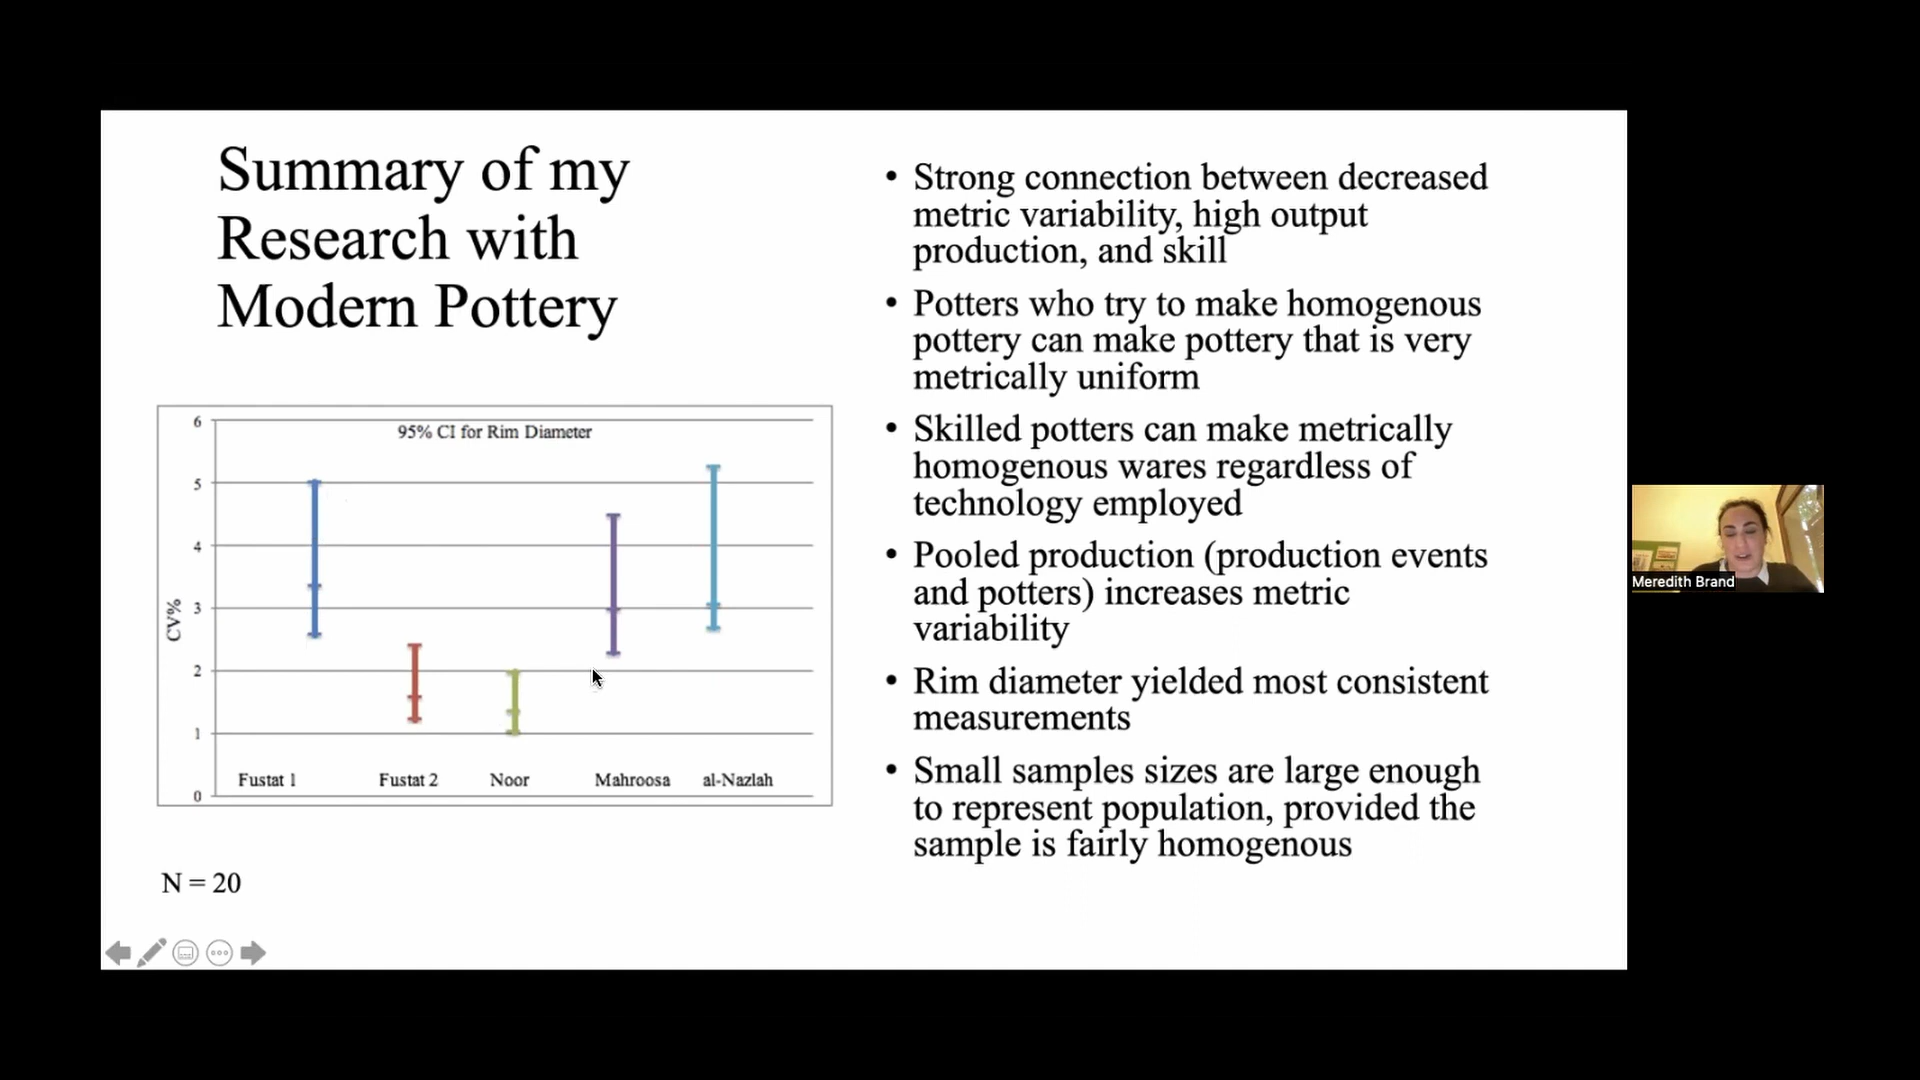 Summary of my
Research with
Modern Pottery
6
95% CI for Rim Diameter
5
4
3
CV%
2
1
Fustat 1 Fustat 2 Noor Mahroosa al-Nazlah
0
N = 20
• Strong connection between decreased
metric variability, high output
production, and skill
• Potters who try to make homogenous
pottery can make pottery that is very
metrically uniform
• Skilled potters can make metrically
homogenous wares regardless of
technology employed
• Pooled production (production events
and potters) increases metric
variability
• Rim diameter yielded most consistent
measurements
• Small samples sizes are large enough
to represent population, provided the
sample is fairly homogenous
Meredith Brand